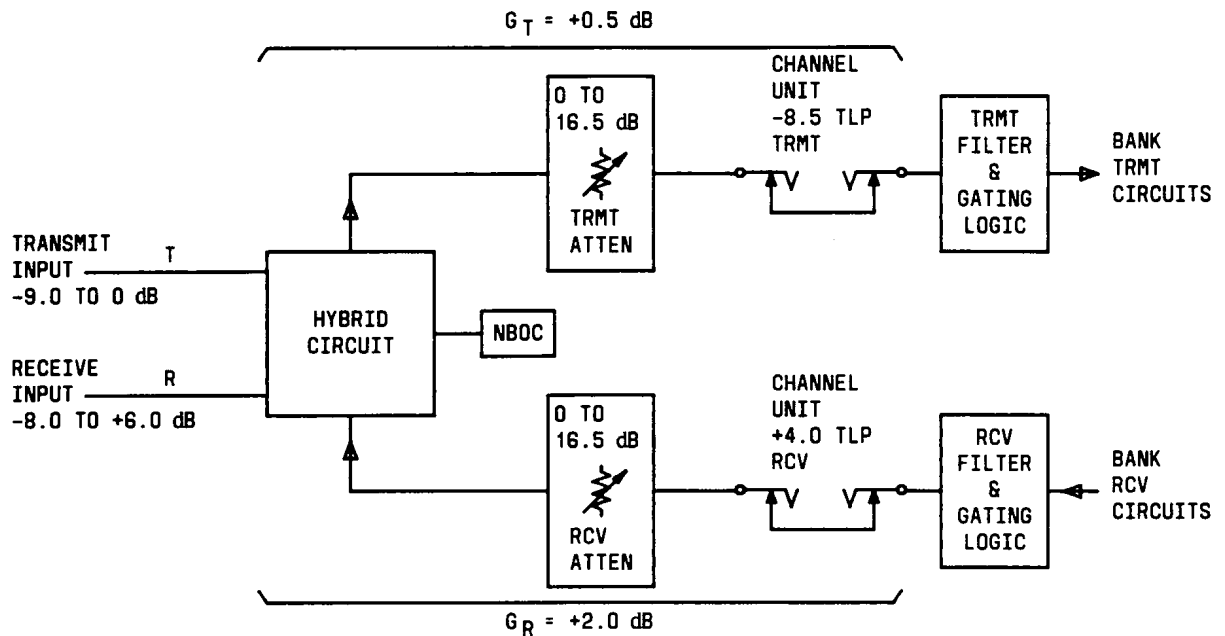 G T = +0.5 dB
0 TO
16.5 dB
TRMT
ATTEN
CHANNEL
UNIT
-8.5 TLP
TRMT
TRMT
FILTER
&
GATING
LOGIC
BANK
TRMT
CIRCUITS
TRANSMIT
INPUT
-9.0 TO 0 dB
T
HYBRID
CIRCUIT
NBOC
RECEIVE
INPUT
-8.0 TO +6.0 dB
R
0 TO
16.5 dB
RCV
ATTEN
CHANNEL
UNIT
+4.0 TLP
RCV
RCV
FILTER
&
GATING
LOGIC
BANK
RCV
CIRCUITS
G R = +2.0 dB